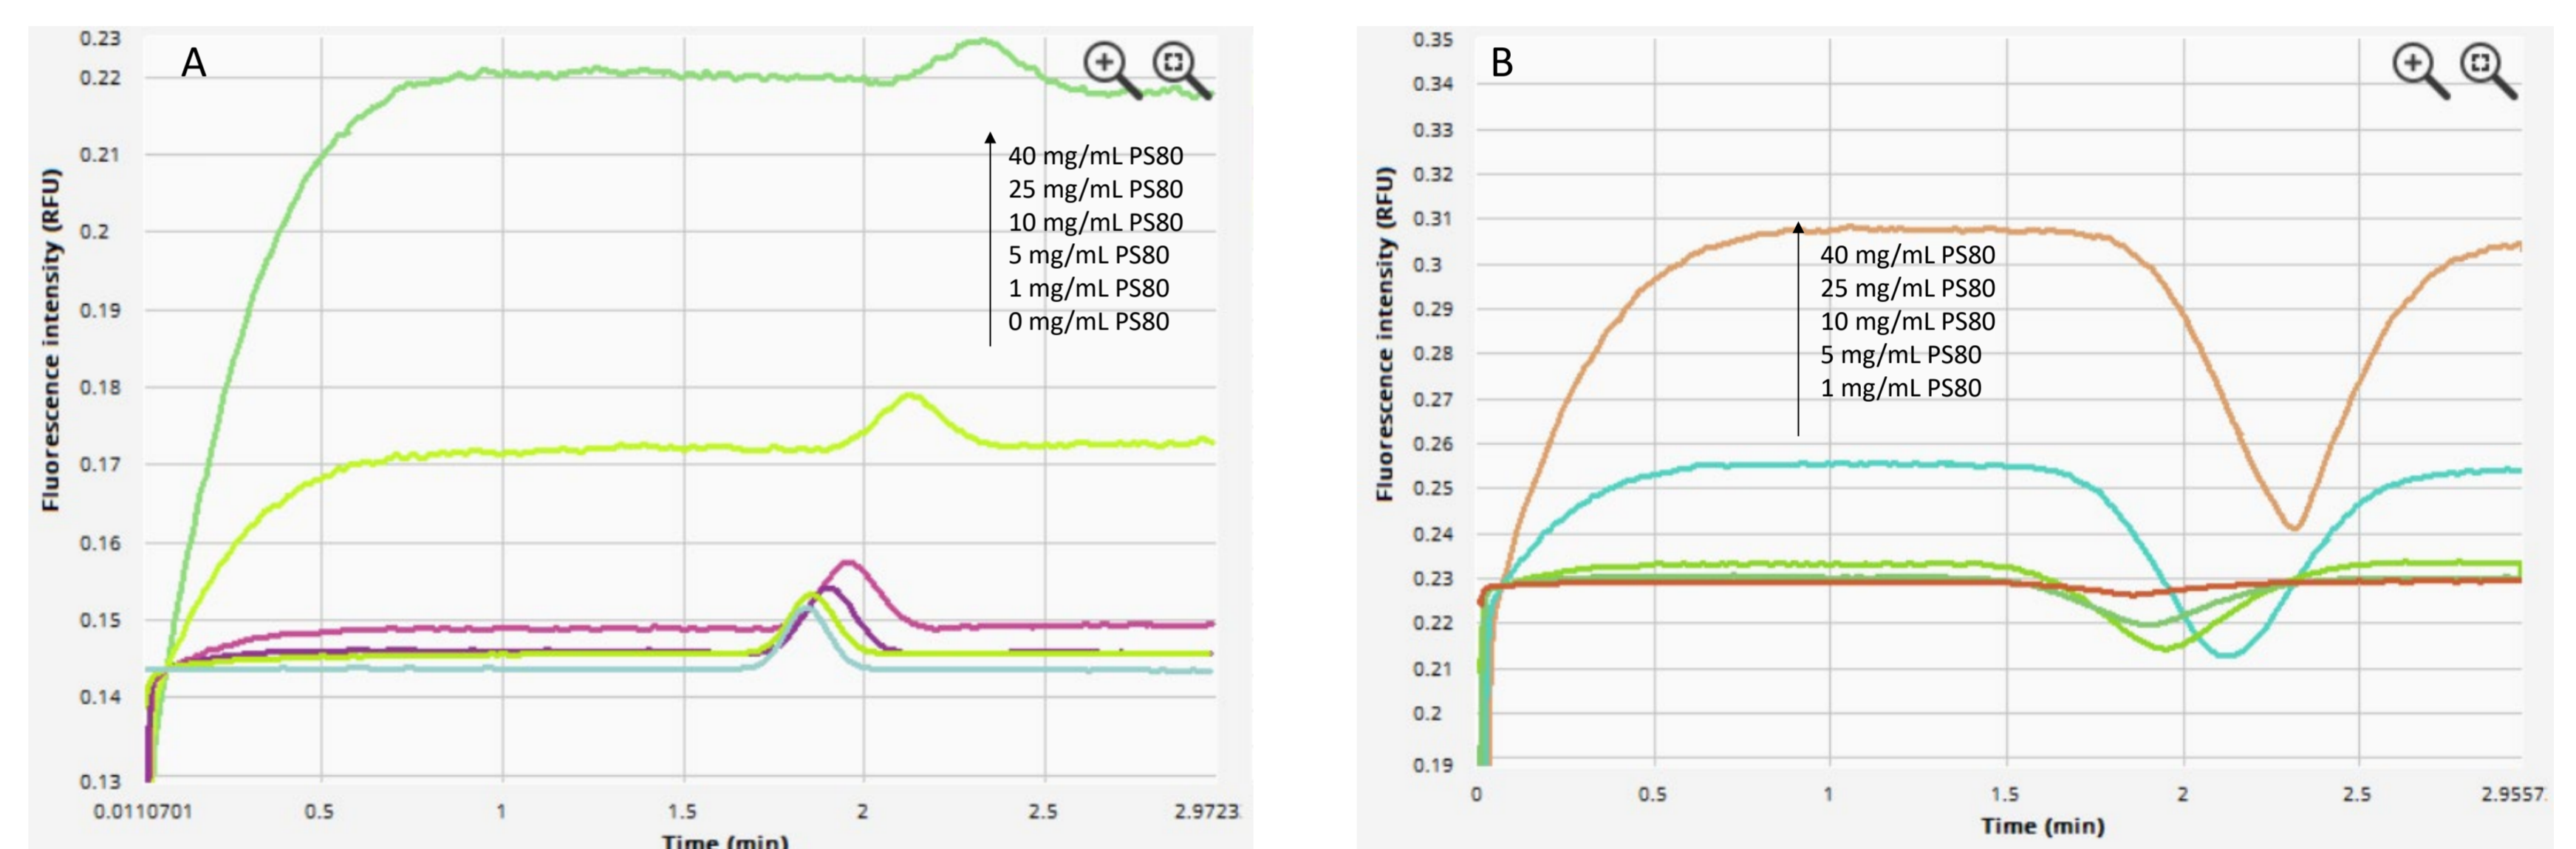 A
Fluorescence intensity (RFU)
0.23
0.22
0.21
0.2
0.19
0.18
0.17
0.16
0.15
0.14
0.13
40 mg/mL PS80
25 mg/mL PS80
10 mg/mL PS80
5 mg/mL PS80
1 mg/mL PS80
0 mg/mL PS80
0.0110701 0.5 1 1.5 2 2.5 2.9723
Time (min)
B
Fluorescence intensity (RFU)
0.35
0.34
0.33
0.32
0.31
0.3
0.29
0.28
0.27
0.26
0.25
0.24
0.23
0.22
0.21
0.2
0.19
40 mg/mL PS80
25 mg/mL PS80
10 mg/mL PS80
5 mg/mL PS80
1 mg/mL PS80
0 0.5 1 1.5 2 2.5 2.9557
Time (min)